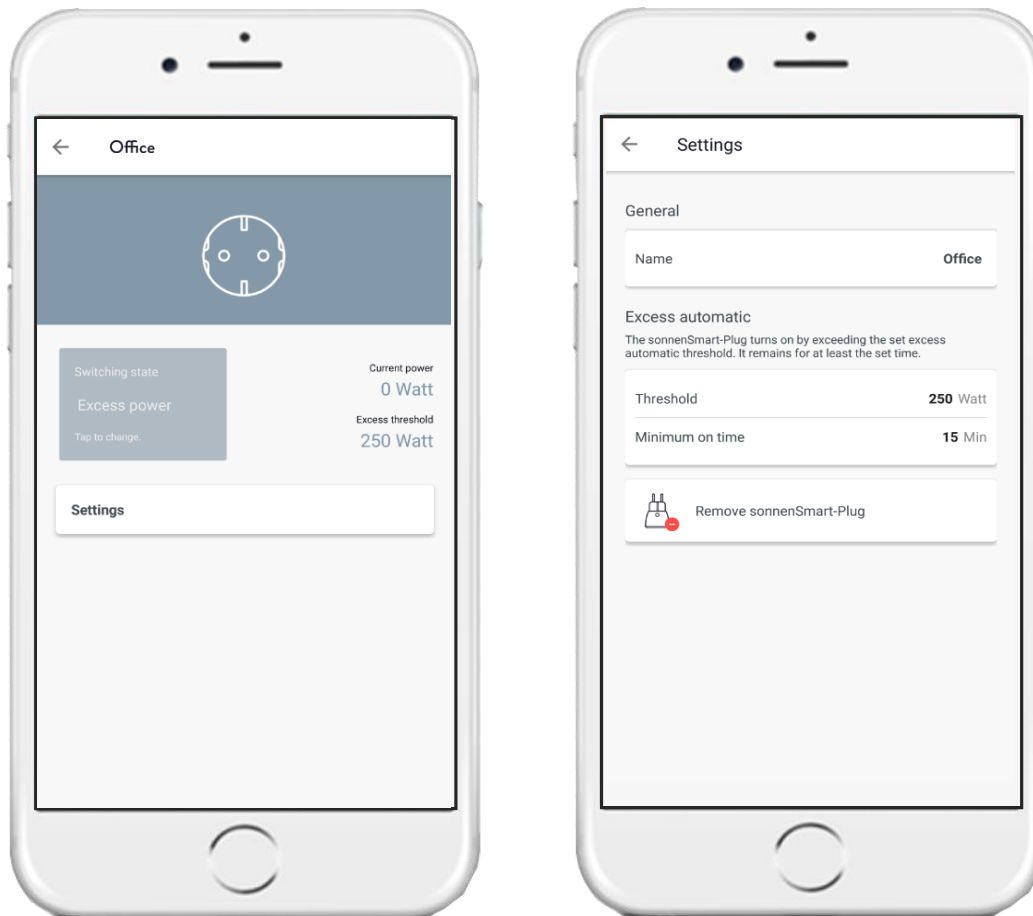 Office
Switching state
Excess power
Tap to change.
Current power
0 Watt
Excess threshold
250 Watt
Settings
Settings
General
Name Office
Excess automatic
The sonnenSmart-Plug turns on by exceeding the set excess
automatic threshold. It remains for at least the set time.
Threshold 250 Watt
Minimum on time 15 Min
Remove sonnenSmart-Plug